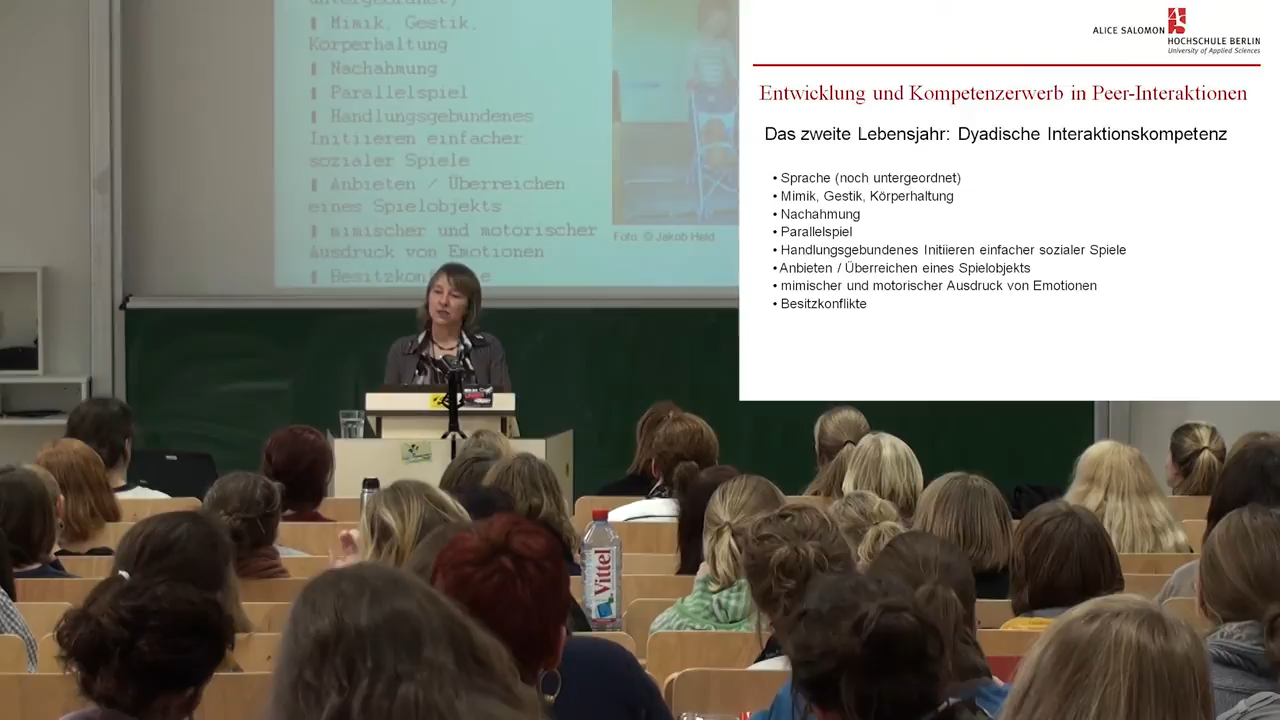 untergeordnet)
▮ Mimik, Gestik,
Körperhaltung
▮ Nachahmung
▮ Parallelspiel
▮ Handlungsgebundenes
Initiieren einfacher
sozialer Spiele
▮ Anbieten / Überreichen
eines Spielobjekts
▮ mimischer und motorischer
Ausdruck von Emotionen
▮
Foto: © Jakob Held
ALICE SALOMON
HOCHSCHULE BERLIN
University of Applied Sciences
Entwicklung und Kompetenzerwerb in Peer-Interaktionen
Das zweite Lebensjahr: Dyadische Interaktionskompetenz
• Sprache (noch untergeordnet)
• Mimik, Gestik, Körperhaltung
• Nachahmung
• Parallelspiel
• Handlungsgebundenes Initiieren einfacher sozialer Spiele
• Anbieten / Überreichen eines Spielobjekts
• mimischer und motorischer Ausdruck von Emotionen
• Besitzkonflikte
Vittel